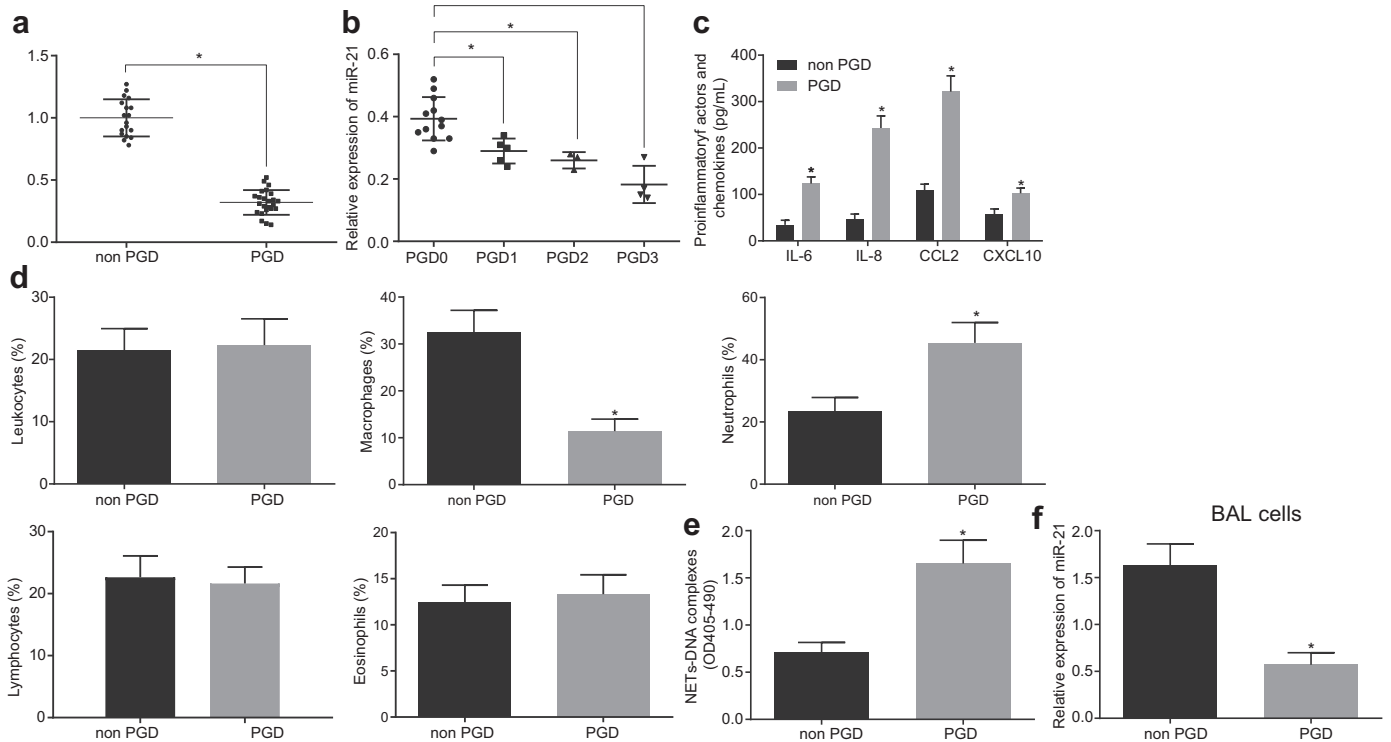 a
*
1.5
1.0
0.5
0.0
non PGD
PGD
b
Relative expression of miR-21
*
*
0.6
0.4
0.2
0.0
PGD0
PGD1
PGD2
PGD3
c
Proinflammatoryf actors and
chemokines (pg/mL)
400
300
200
100
0
non PGD
PGD
*
*
*
*
IL-6
IL-8
CCL2
CXCL10
d
Leukocytes (%)
30
20
10
0
non PGD
PGD
Macrophages (%)
40
30
20
10
0
*
non PGD
PGD
Neutrophils (%)
60
40
20
0
*
non PGD
PGD
Lymphocytes (%)
30
20
10
0
non PGD
PGD
Eosinophils (%)
15
10
5
0
non PGD
PGD
e
NETs-DNA complexes
(OD405-490)
2.0
1.5
1.0
0.5
0.0
*
non PGD
PGD
f
BAL cells
Relative expression of miR-21
2.0
1.5
1.0
0.5
0.0
*
non PGD
PGD